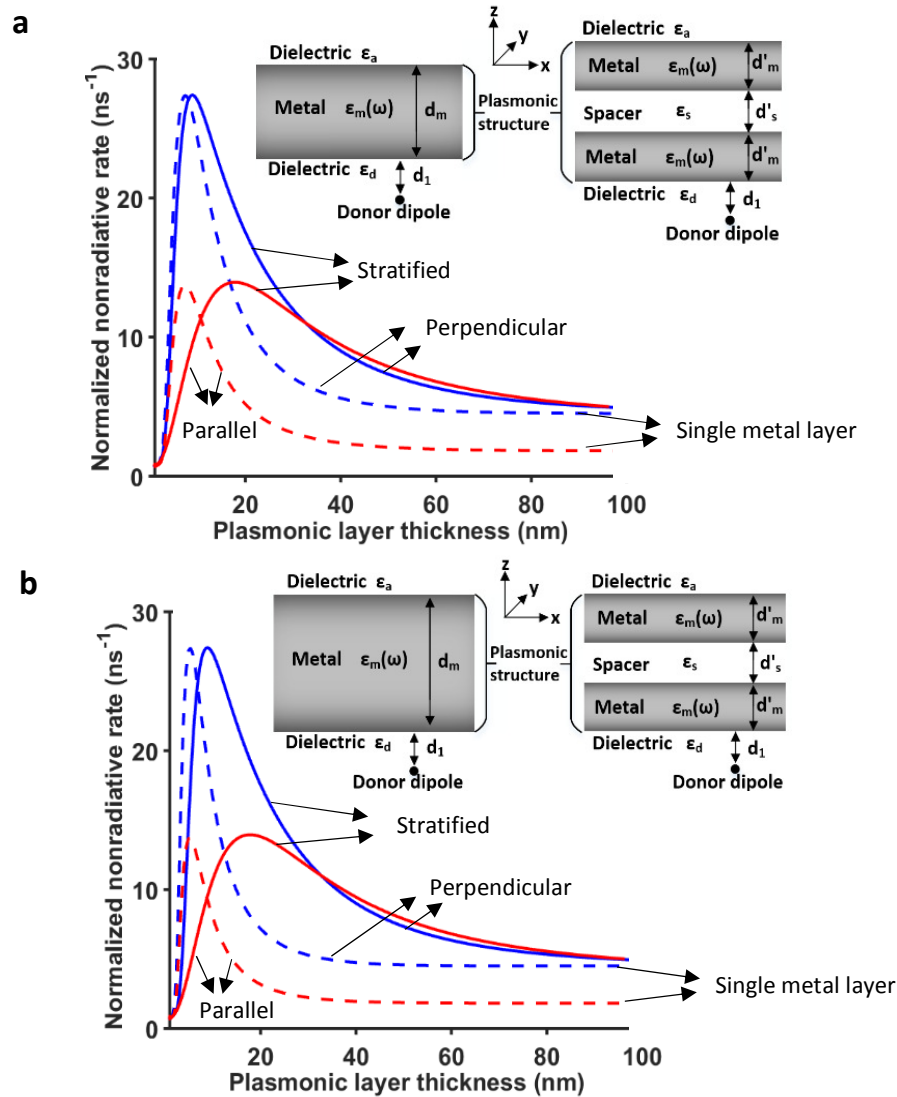 a
z
y
x
Dielectric εa
Metal εm(ω) dm
Dielectric εd d1
Donor dipole
Plasmonic
structure
Dielectric εa
Metal εm(ω) d'm
Spacer εs d's
Metal εm(ω) d'm
Dielectric εd d1
Donor dipole
Normalized nonradiative rate (ns-1)
30
20
10
0
Stratified
Perpendicular
Parallel
Single metal layer
20 40 60 80 100
Plasmonic layer thickness (nm)
b
z
y
x
Dielectric εa
Metal εm(ω) dm
Dielectric εd d1
Donor dipole
Plasmonic
structure
Dielectric εa
Metal εm(ω) d'm
Spacer εs d's
Metal εm(ω) d'm
Dielectric εd d1
Donor dipole
Normalized nonradiative rate (ns-1)
30
20
10
0
Stratified
Perpendicular
Parallel
Single metal layer
20 40 60 80 100
Plasmonic layer thickness (nm)